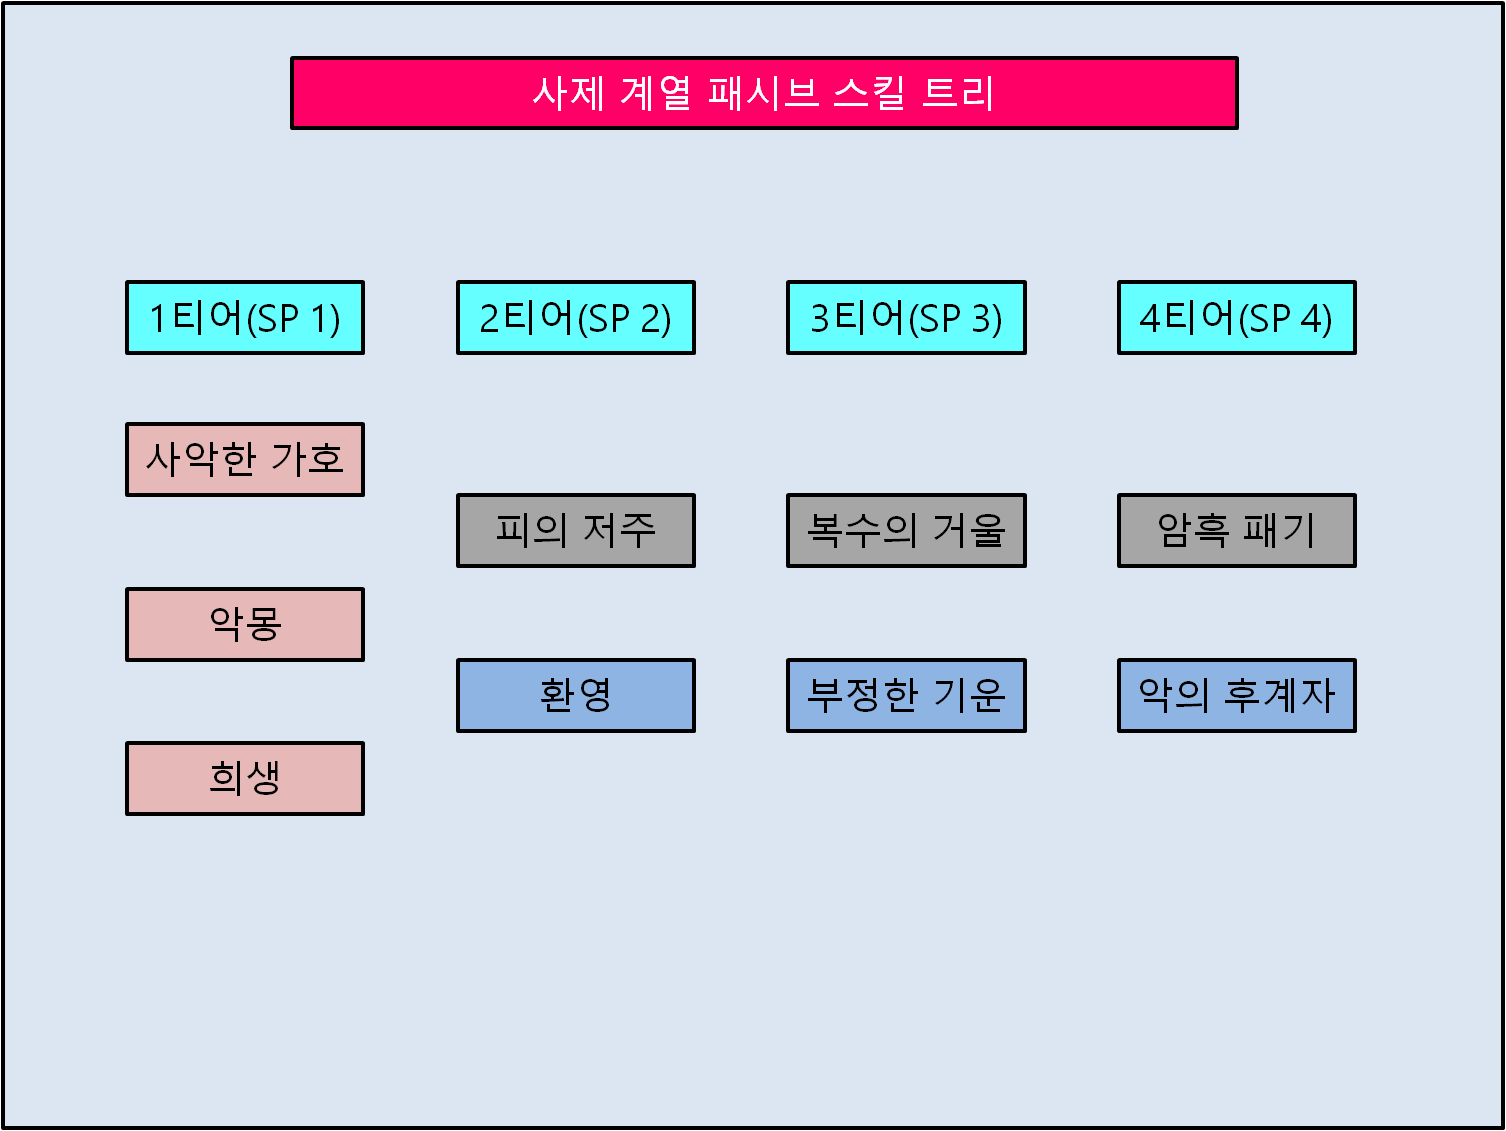 사제 계열 패시브 스킬 트리
1티어(SP 1)
2티어(SP 2)
3티어(SP 3)
4티어(SP 4)
사악한 가호
피의 저주
복수의 거울
암흑 패기
악몽
환영
부정한 기운
악의 후계자
희생